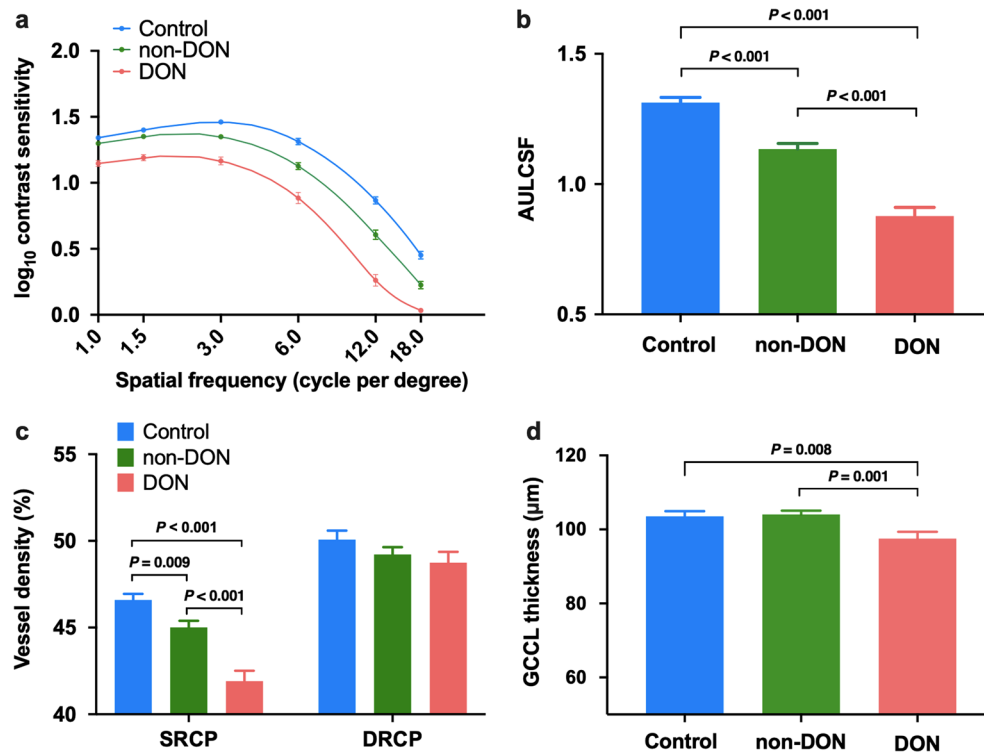 a
Control
non-DON
DON
log10 contrast sensitivity
2.0
1.5
1.0
0.5
0.0
1.0
1.5
3.0
6.0
12.0
18.0
Spatial frequency (cycle per degree)
b
P < 0.001
P < 0.001
P < 0.001
AULCSF
1.5
1.0
0.5
Control
non-DON
DON
c
Control
non-DON
DON
Vessel density (%)
55
50
45
40
P < 0.001
P = 0.009
P < 0.001
SRCP
DRCP
d
P = 0.008
P = 0.001
GCCL thickness (μm)
120
100
80
60
Control
non-DON
DON